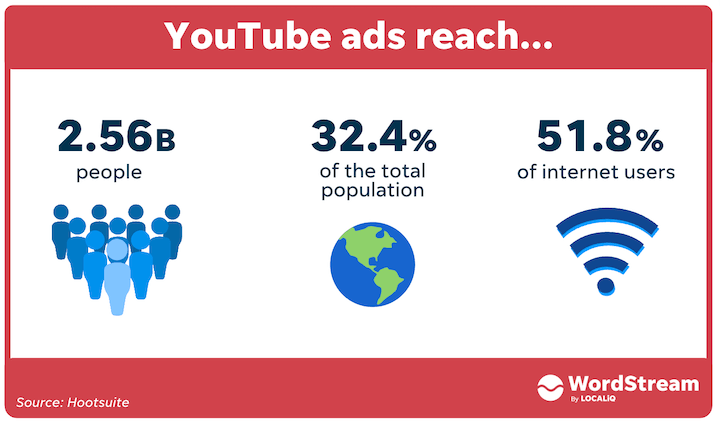 YouTube ads reach...
2.56B
people
32.4%
of the total
population
51.8%
of internet users
Source: Hootsuite
WordStream
By LOCALiQ